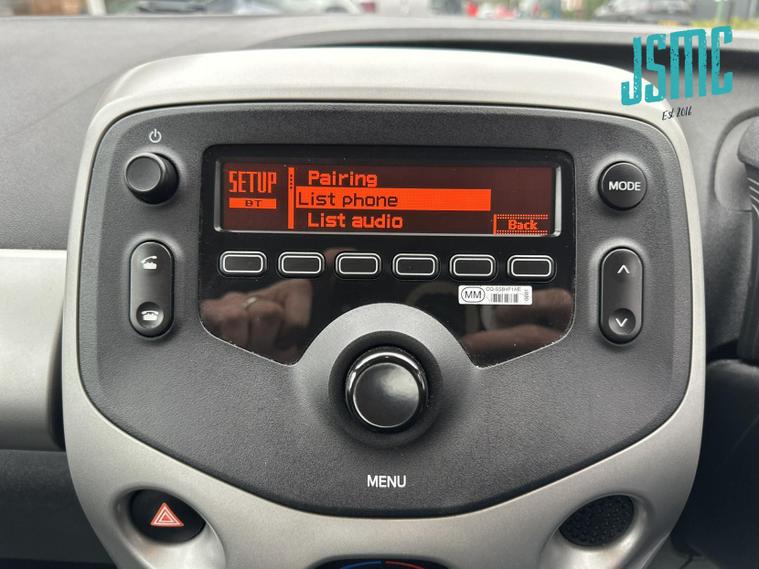 JSMC
Est. 2016
SETUP
BT
Pairing
List phone
List audio
Back
MODE
MM
MENU